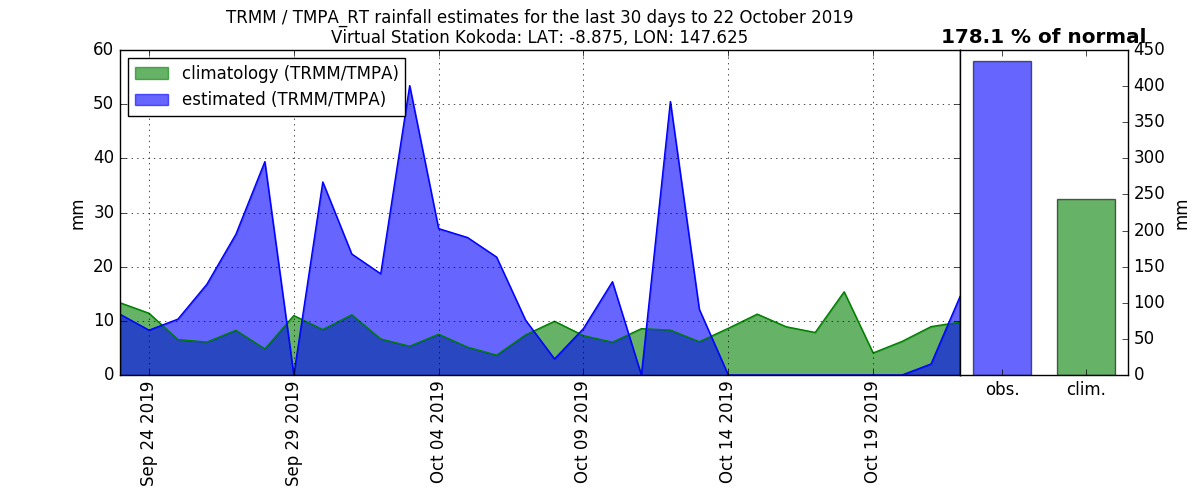 TRMM / TMPA_RT rainfall estimates for the last 30 days to 22 October 2019
Virtual Station Kokoda: LAT: -8.875, LON: 147.625
178.1 % of normal
climatology (TRMM/TMPA)
estimated (TRMM/TMPA)
60
50
40
30
20
10
0
mm
Sep 24 2019
Sep 29 2019
Oct 04 2019
Oct 09 2019
Oct 14 2019
Oct 19 2019
450
400
350
300
250
200
150
100
50
0
mm
obs.
clim.